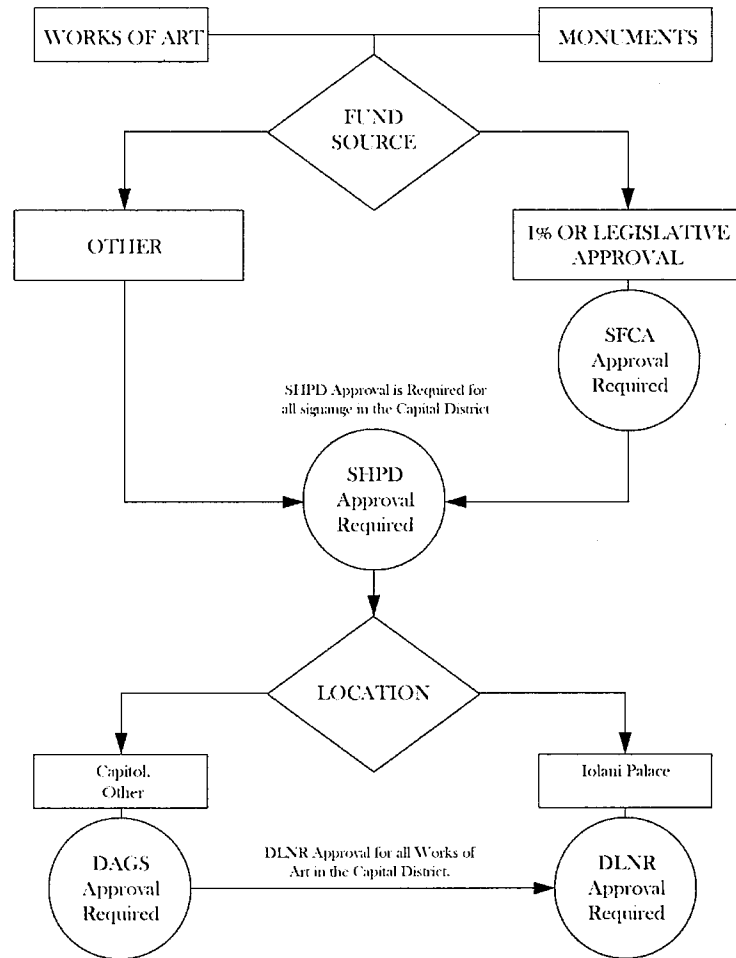 WORKS OF ART
MONUMENTS
FUND
SOURCE
OTHER
1% OR LEGISLATIVE
APPROVAL
SFCA
Approval
Required
SHPD Approval is Required for
all signange in the Capital District
SHPD
Approval
Required
LOCATION
Capitol,
Other
Iolani Palace
DAGS
Approval
Required
DLNR Approval for all Works of
Art in the Capital District.
DLNR
Approval
Required